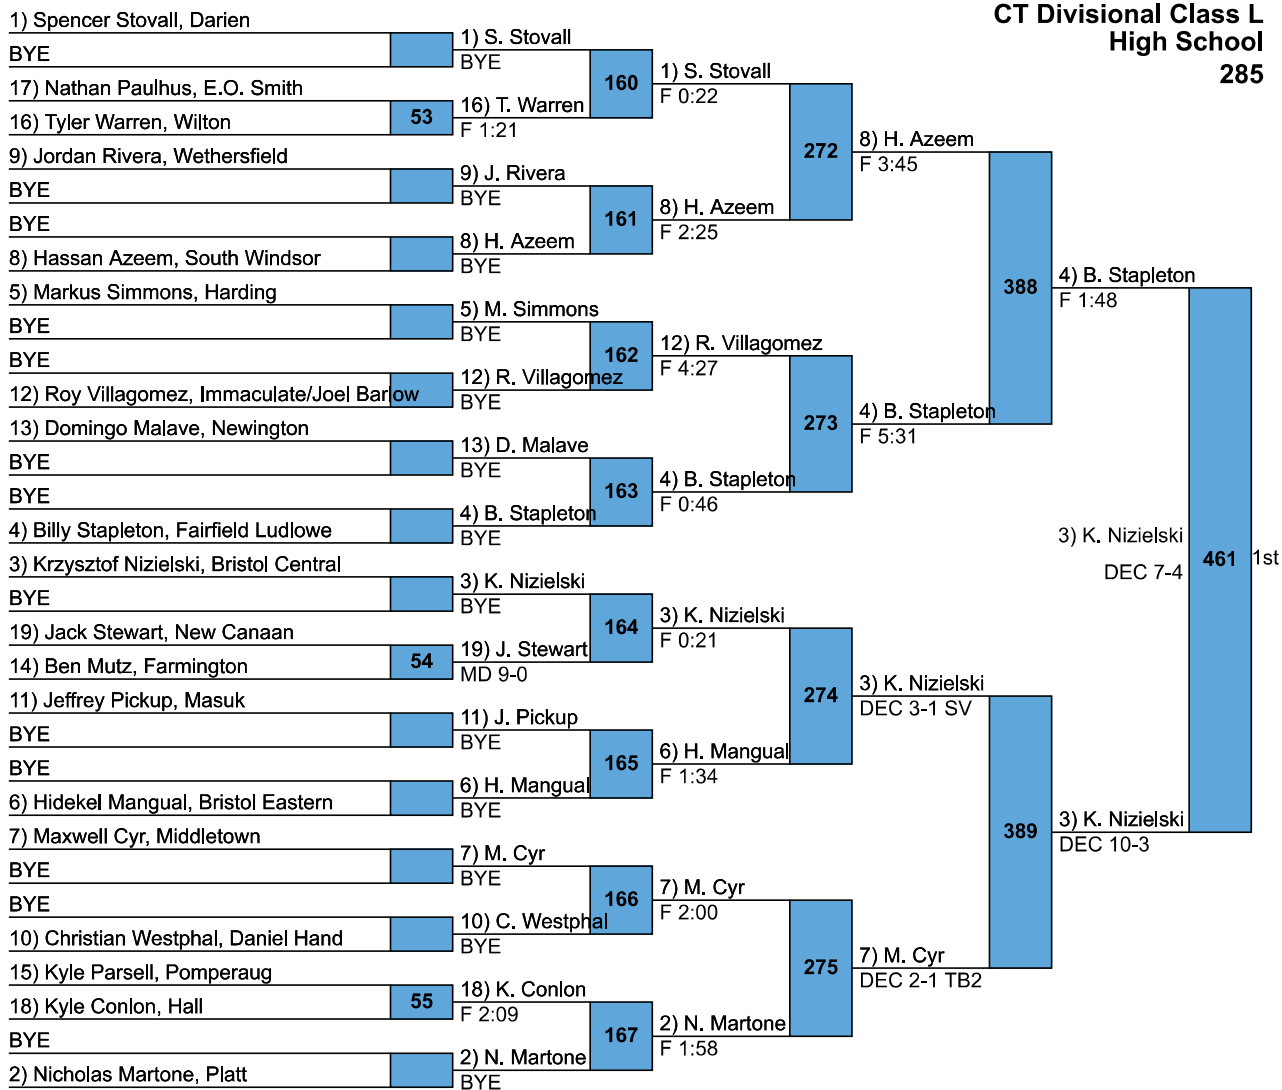 CT Divisional Class L
High School
285
1) Spencer Stovall, Darien
BYE
17) Nathan Paulhus, E.O. Smith
16) Tyler Warren, Wilton
9) Jordan Rivera, Wethersfield
BYE
BYE
8) Hassan Azeem, South Windsor
5) Markus Simmons, Harding
BYE
BYE
12) Roy Villagomez, Immaculate/Joel Barlow
13) Domingo Malave, Newington
BYE
BYE
4) Billy Stapleton, Fairfield Ludlowe
3) Krzysztof Nizielski, Bristol Central
BYE
19) Jack Stewart, New Canaan
14) Ben Mutz, Farmington
11) Jeffrey Pickup, Masuk
BYE
BYE
6) Hidekel Mangual, Bristol Eastern
7) Maxwell Cyr, Middletown
BYE
BYE
10) Christian Westphal, Daniel Hand
15) Kyle Parsell, Pomperaug
18) Kyle Conlon, Hall
BYE
2) Nicholas Martone, Platt
53
54
55
1) S. Stovall
BYE
16) T. Warren
F 1:21
9) J. Rivera
BYE
8) H. Azeem
BYE
5) M. Simmons
BYE
12) R. Villagomez
BYE
13) D. Malave
BYE
4) B. Stapleton
BYE
3) K. Nizielski
BYE
19) J. Stewart
MD 9-0
11) J. Pickup
BYE
6) H. Mangual
BYE
7) M. Cyr
BYE
10) C. Westphal
BYE
18) K. Conlon
F 2:09
2) N. Martone
BYE
160
161
162
163
164
165
166
167
1) S. Stovall
F 0:22
8) H. Azeem
F 2:25
12) R. Villagomez
F 4:27
4) B. Stapleton
F 0:46
3) K. Nizielski
F 0:21
6) H. Mangual
F 1:34
7) M. Cyr
F 2:00
2) N. Martone
F 1:58
272
273
274
275
8) H. Azeem
F 3:45
4) B. Stapleton
F 5:31
3) K. Nizielski
DEC 3-1 SV
7) M. Cyr
DEC 2-1 TB2
388
389
4) B. Stapleton
F 1:48
3) K. Nizielski
DEC 10-3
3) K. Nizielski
DEC 7-4
461
1st